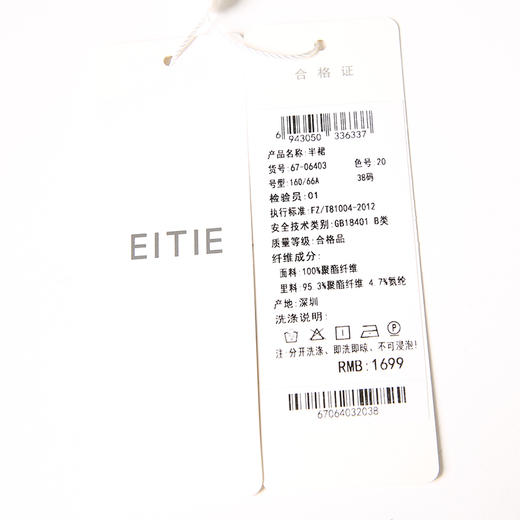 EITIE
合格证
6 943050 336337
产品名称:半裙
货号:67-06403 色号:20
号型:160/66A 38码
检验员:01
执行标准:FZ/T81004-2012
安全技术类别:GB18401 B类
质量等级:合格品
纤维成分:
面料:100%聚酯纤维
里料:95.3%聚酯纤维 4.7%氨纶
产地:深圳
洗涤说明:
注 分开洗涤、即洗即晾、不可浸泡!
RMB:1699
67064032038